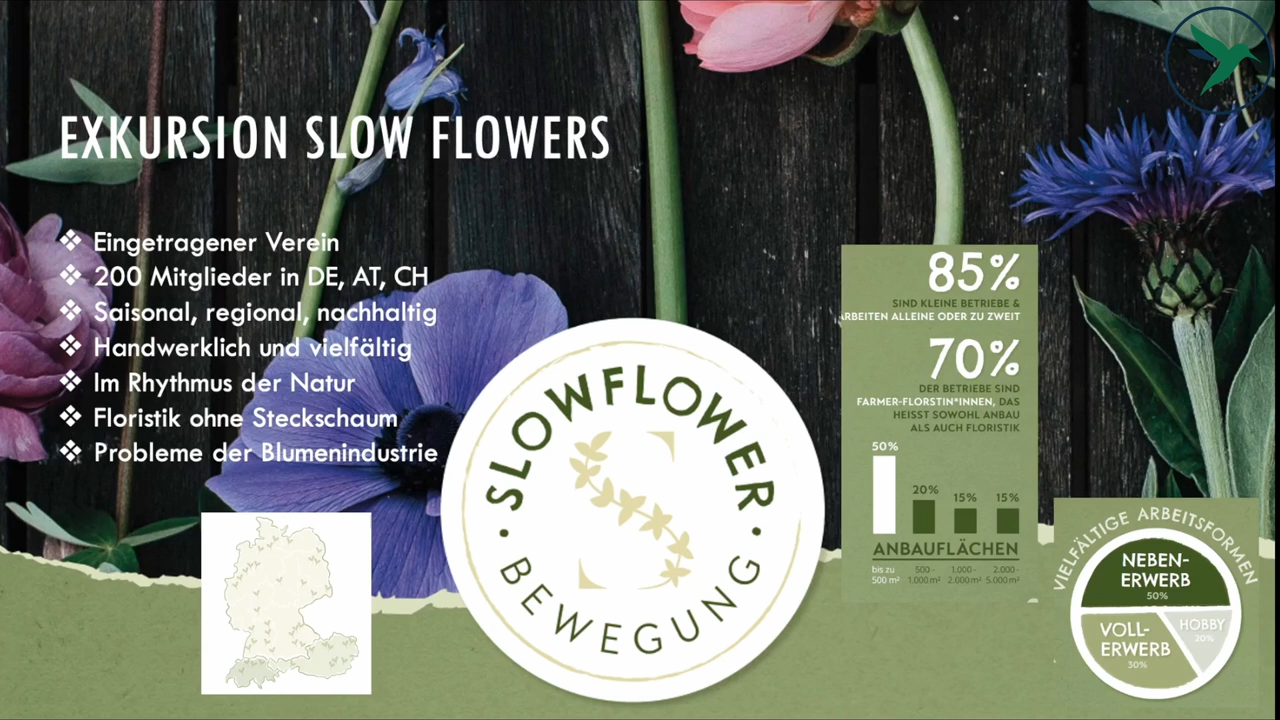 EXKURSION SLOW FLOWERS
Eingetragener Verein
200 Mitglieder in DE, AT, CH
Saisonal, regional, nachhaltig
Handwerklich und vielfältig
Im Rhythmus der Natur
Floristik ohne Steckschaum
Probleme der Blumenindustrie
· SLOWFLOWER ·
BEWEGUNG
85%
SIND KLEINE BETRIEBE &
ARBEITEN ALLEINE ODER ZU ZWEIT
70%
DER BETRIEBE SIND
FARMER-FLORSTIN*INNEN, DAS
HEISST SOWOHL ANBAU
ALS AUCH FLORISTIK
50%
20% 15% 15%
ANBAUFLÄCHEN
bis zu 500- 1.000- 2.000-
500 m² 1.000 m² 2.000 m² 5.000 m²
VIELFÄLTIGE ARBEITSFORMEN
NEBEN-
ERWERB
50%
HOBBY
20%
VOLL-
ERWERB
30%